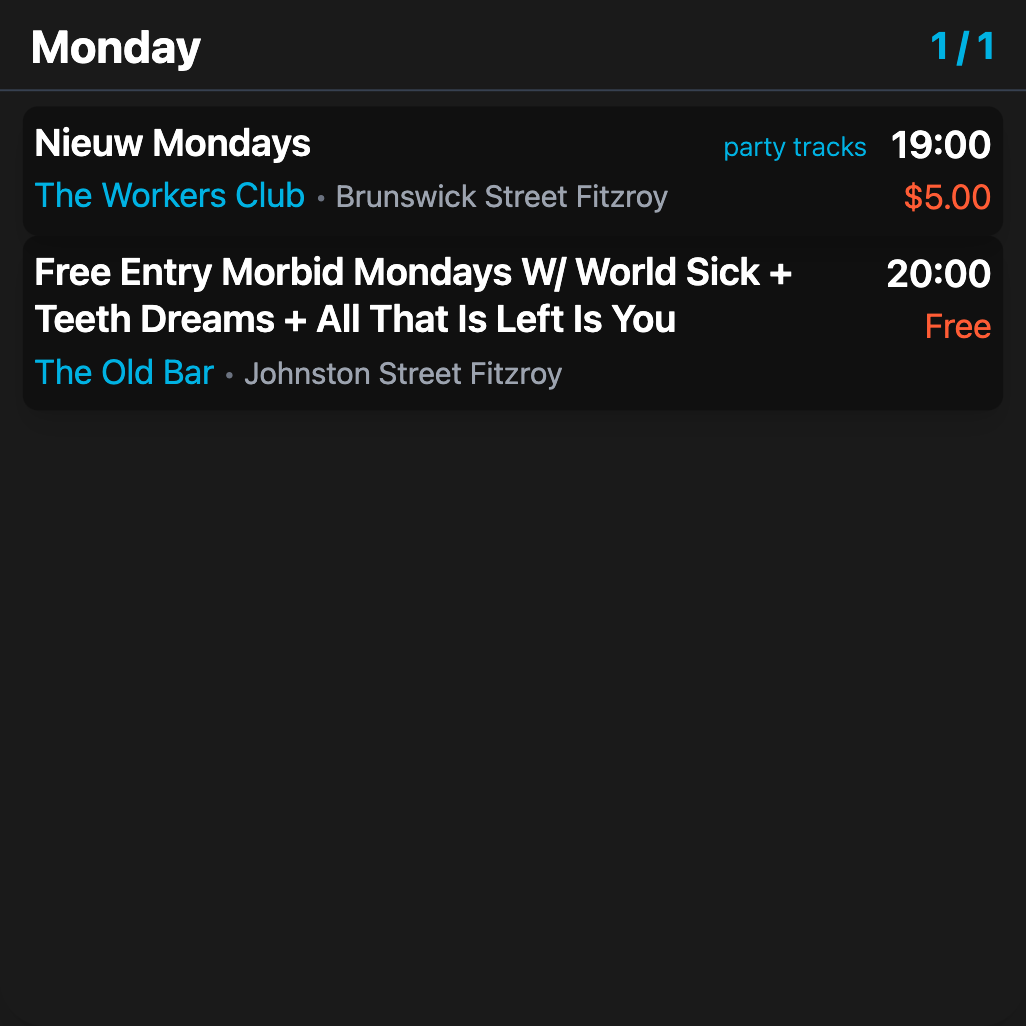 Monday 1 / 1
Nieuw Mondays party tracks 19:00
The Workers Club • Brunswick Street Fitzroy $5.00
Free Entry Morbid Mondays W/ World Sick + 20:00
Teeth Dreams + All That Is Left Is You Free
The Old Bar • Johnston Street Fitzroy